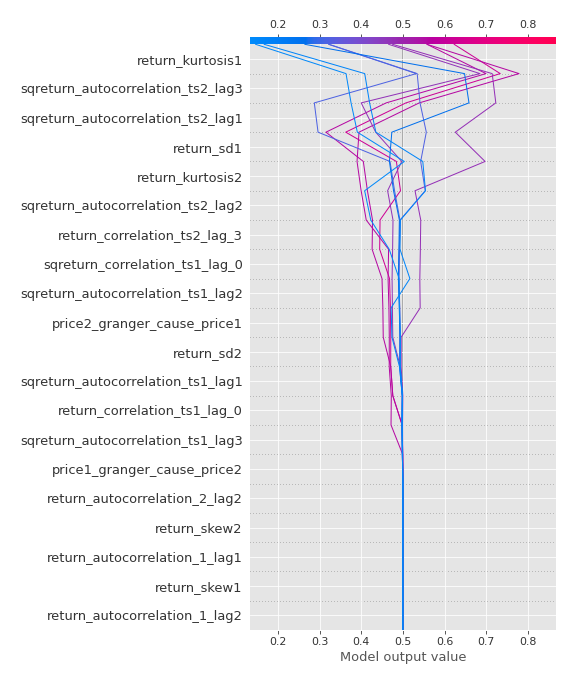 0.2 0.3 0.4 0.5 0.6 0.7 0.8
return_kurtosis1
sqreturn_autocorrelation_ts2_lag3
sqreturn_autocorrelation_ts2_lag1
return_sd1
return_kurtosis2
sqreturn_autocorrelation_ts2_lag2
return_correlation_ts2_lag_3
sqreturn_correlation_ts1_lag_0
sqreturn_autocorrelation_ts1_lag2
price2_granger_cause_price1
return_sd2
sqreturn_autocorrelation_ts1_lag1
return_correlation_ts1_lag_0
sqreturn_autocorrelation_ts1_lag3
price1_granger_cause_price2
return_autocorrelation_2_lag2
return_skew2
return_autocorrelation_1_lag1
return_skew1
return_autocorrelation_1_lag2
0.2 0.3 0.4 0.5 0.6 0.7 0.8
Model output value